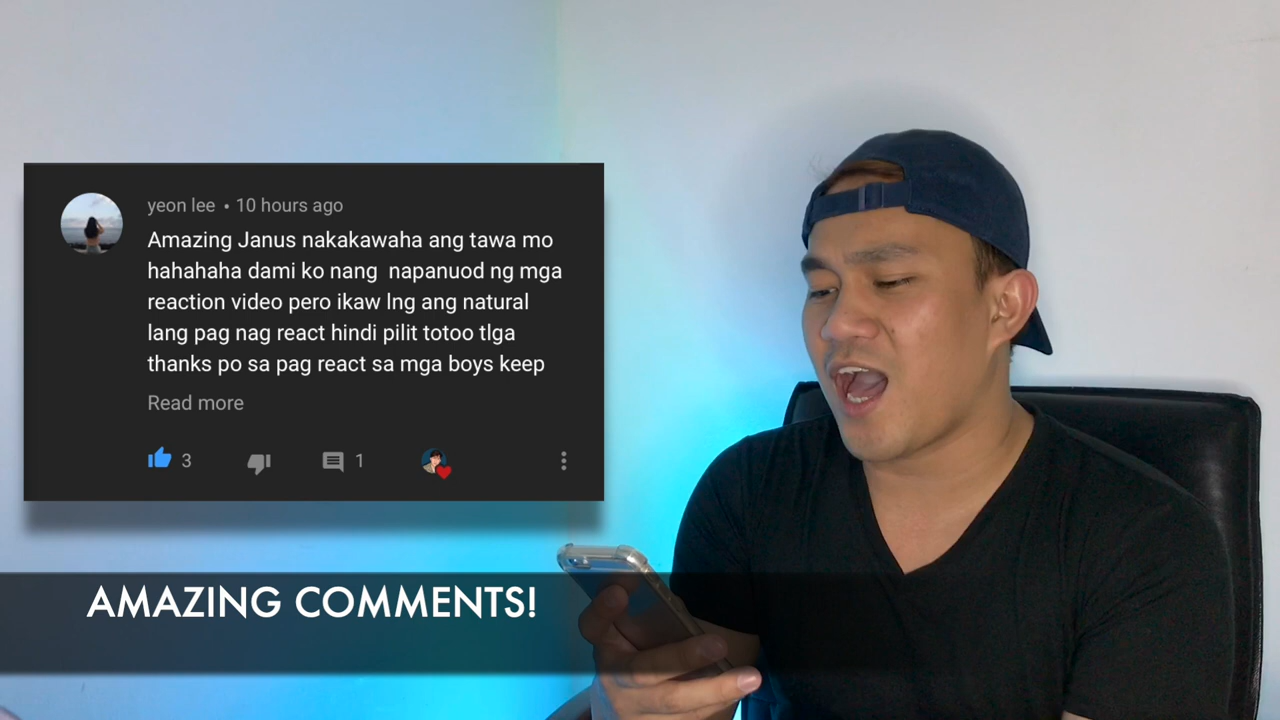 yeon lee • 10 hours ago
Amazing Janus nakakawaha ang tawa mo
hahahaha dami ko nang napanuod ng mga
reaction video pero ikaw lng ang natural
lang pag nag react hindi pilit totoo tlga
thanks po sa pag react sa mga boys keep
Read more
3
1
AMAZING COMMENTS!